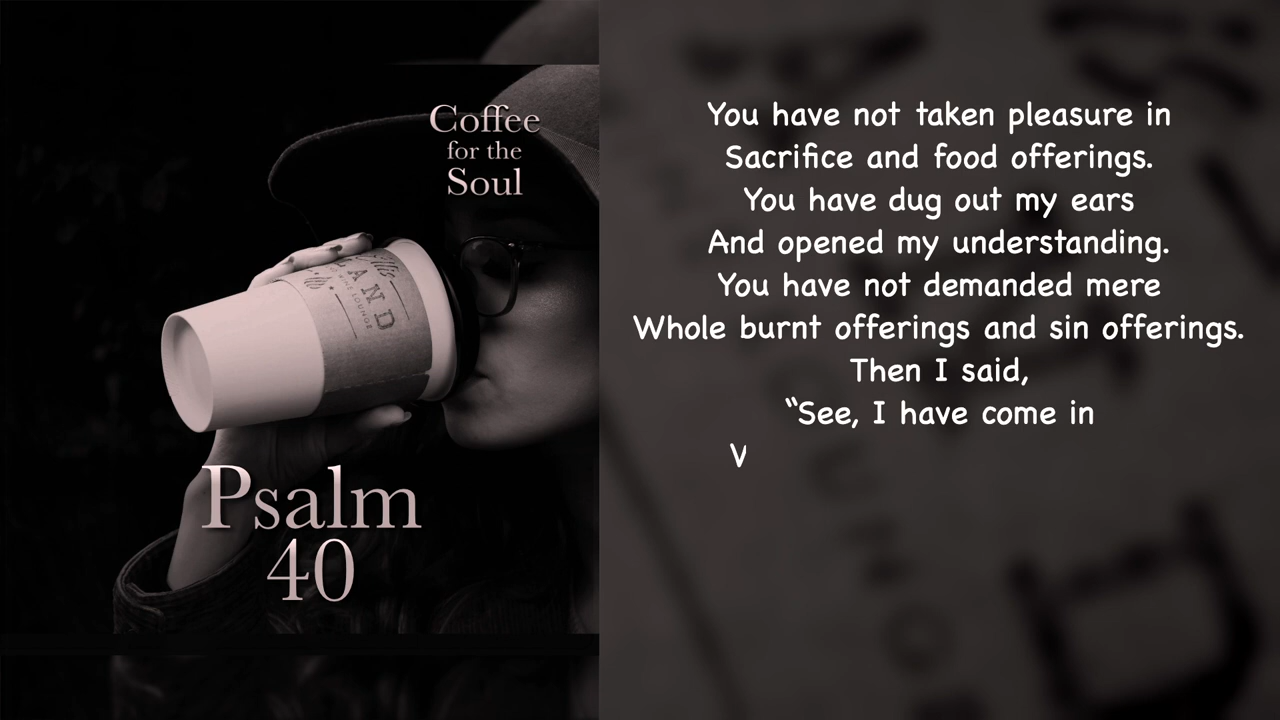 Coffee
for the
Soul
LAND
LOUNGE
Psalm
40
You have not taken pleasure in
Sacrifice and food offerings.
You have dug out my ears
And opened my understanding.
You have not demanded mere
Whole burnt offerings and sin offerings.
Then I said,
“See, I have come in
V